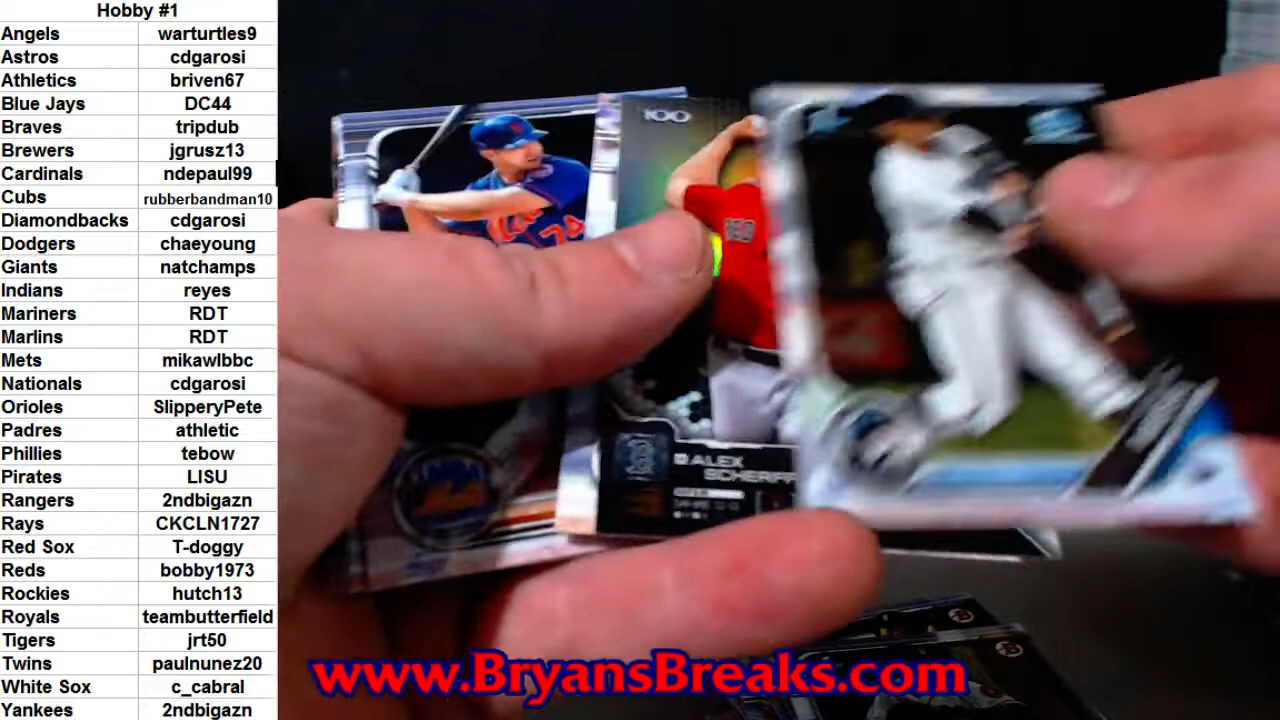 Hobby #1
Angels warturtles9
Astros cdgarosi
Athletics briven67
Blue Jays DC44
Braves tripdub
Brewers jgrusz13
Cardinals ndepaul99
Cubs rubberbandman10
Diamondbacks cdgarosi
Dodgers chaeyoung
Giants natchamps
Indians reyes
Mariners RDT
Marlins RDT
Mets mikawlbbc
Nationals cdgarosi
Orioles SlipperyPete
Padres athletic
Phillies tebow
Pirates LISU
Rangers 2ndbigazn
Rays CKCLN1727
Red Sox T-doggy
Reds bobby1973
Rockies hutch13
Royals teambutterfield
Tigers jrt50
Twins paulnunez20
White Sox c_cabral
Yankees 2ndbigazn
100
74
ALEX
SCHERFF
www.BryansBreaks.com